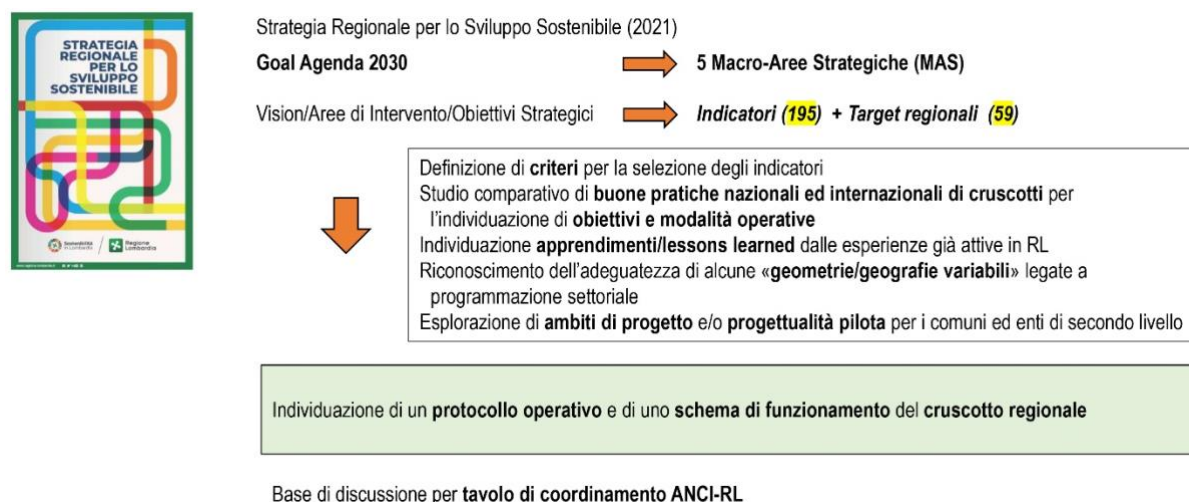 STRATEGIA
REGIONALE
PER LO
SVILUPPO
SOSTENIBILE
Sostenibilità
in Lombardia
Regione
Lombardia
Strategia Regionale per lo Sviluppo Sostenibile (2021)
Goal Agenda 2030
5 Macro-Aree Strategiche (MAS)
Vision/Aree di Intervento/Obiettivi Strategici
Indicatori (195) + Target regionali (59)
Definizione di criteri per la selezione degli indicatori
Studio comparativo di buone pratiche nazionali ed internazionali di cruscotti per
l'individuazione di obiettivi e modalità operative
Individuazione apprendimenti/lessons learned dalle esperienze già attive in RL
Riconoscimento dell'adeguatezza di alcune «geometrie/geografie variabili» legate a
programmazione settoriale
Esplorazione di ambiti di progetto e/o progettualità pilota per i comuni ed enti di secondo livello
Individuazione di un protocollo operativo e di uno schema di funzionamento del cruscotto regionale
Base di discussione per tavolo di coordinamento ANCI-RL